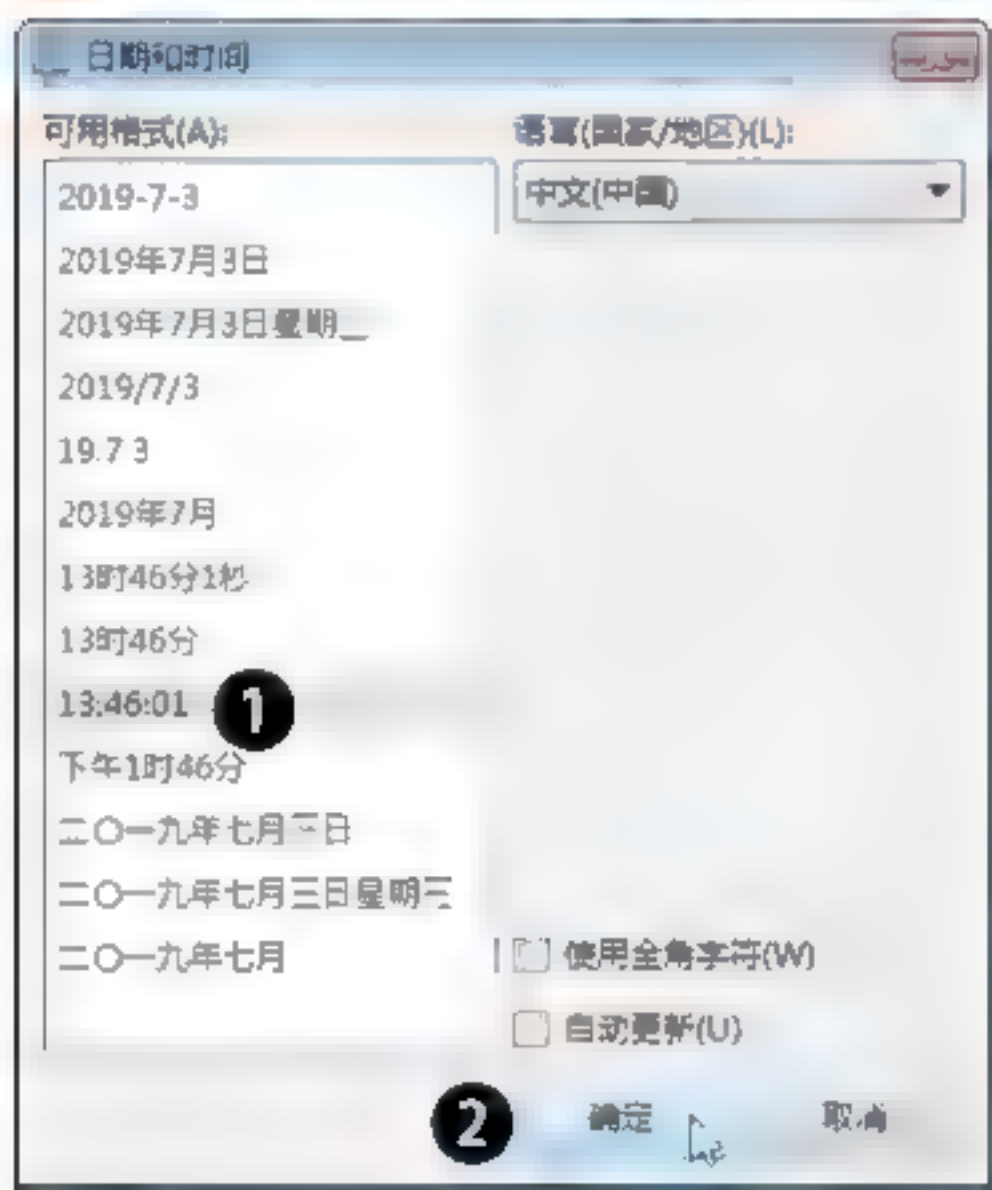 日期和时间
可用格式(A):
语言(国家/地区)(L):
2019-7-3
中文(中国)
2019年7月3日
2019年7月3日星期三
2019/7/3
19.7.3
2019年7月
13时46分1秒
13时46分
13:46:01
1
下午1时46分
二〇一九年七月三日
二〇一九年七月三日星期三
二〇一九年七月
使用全角字符(W)
自动更新(U)
2
确定
取消